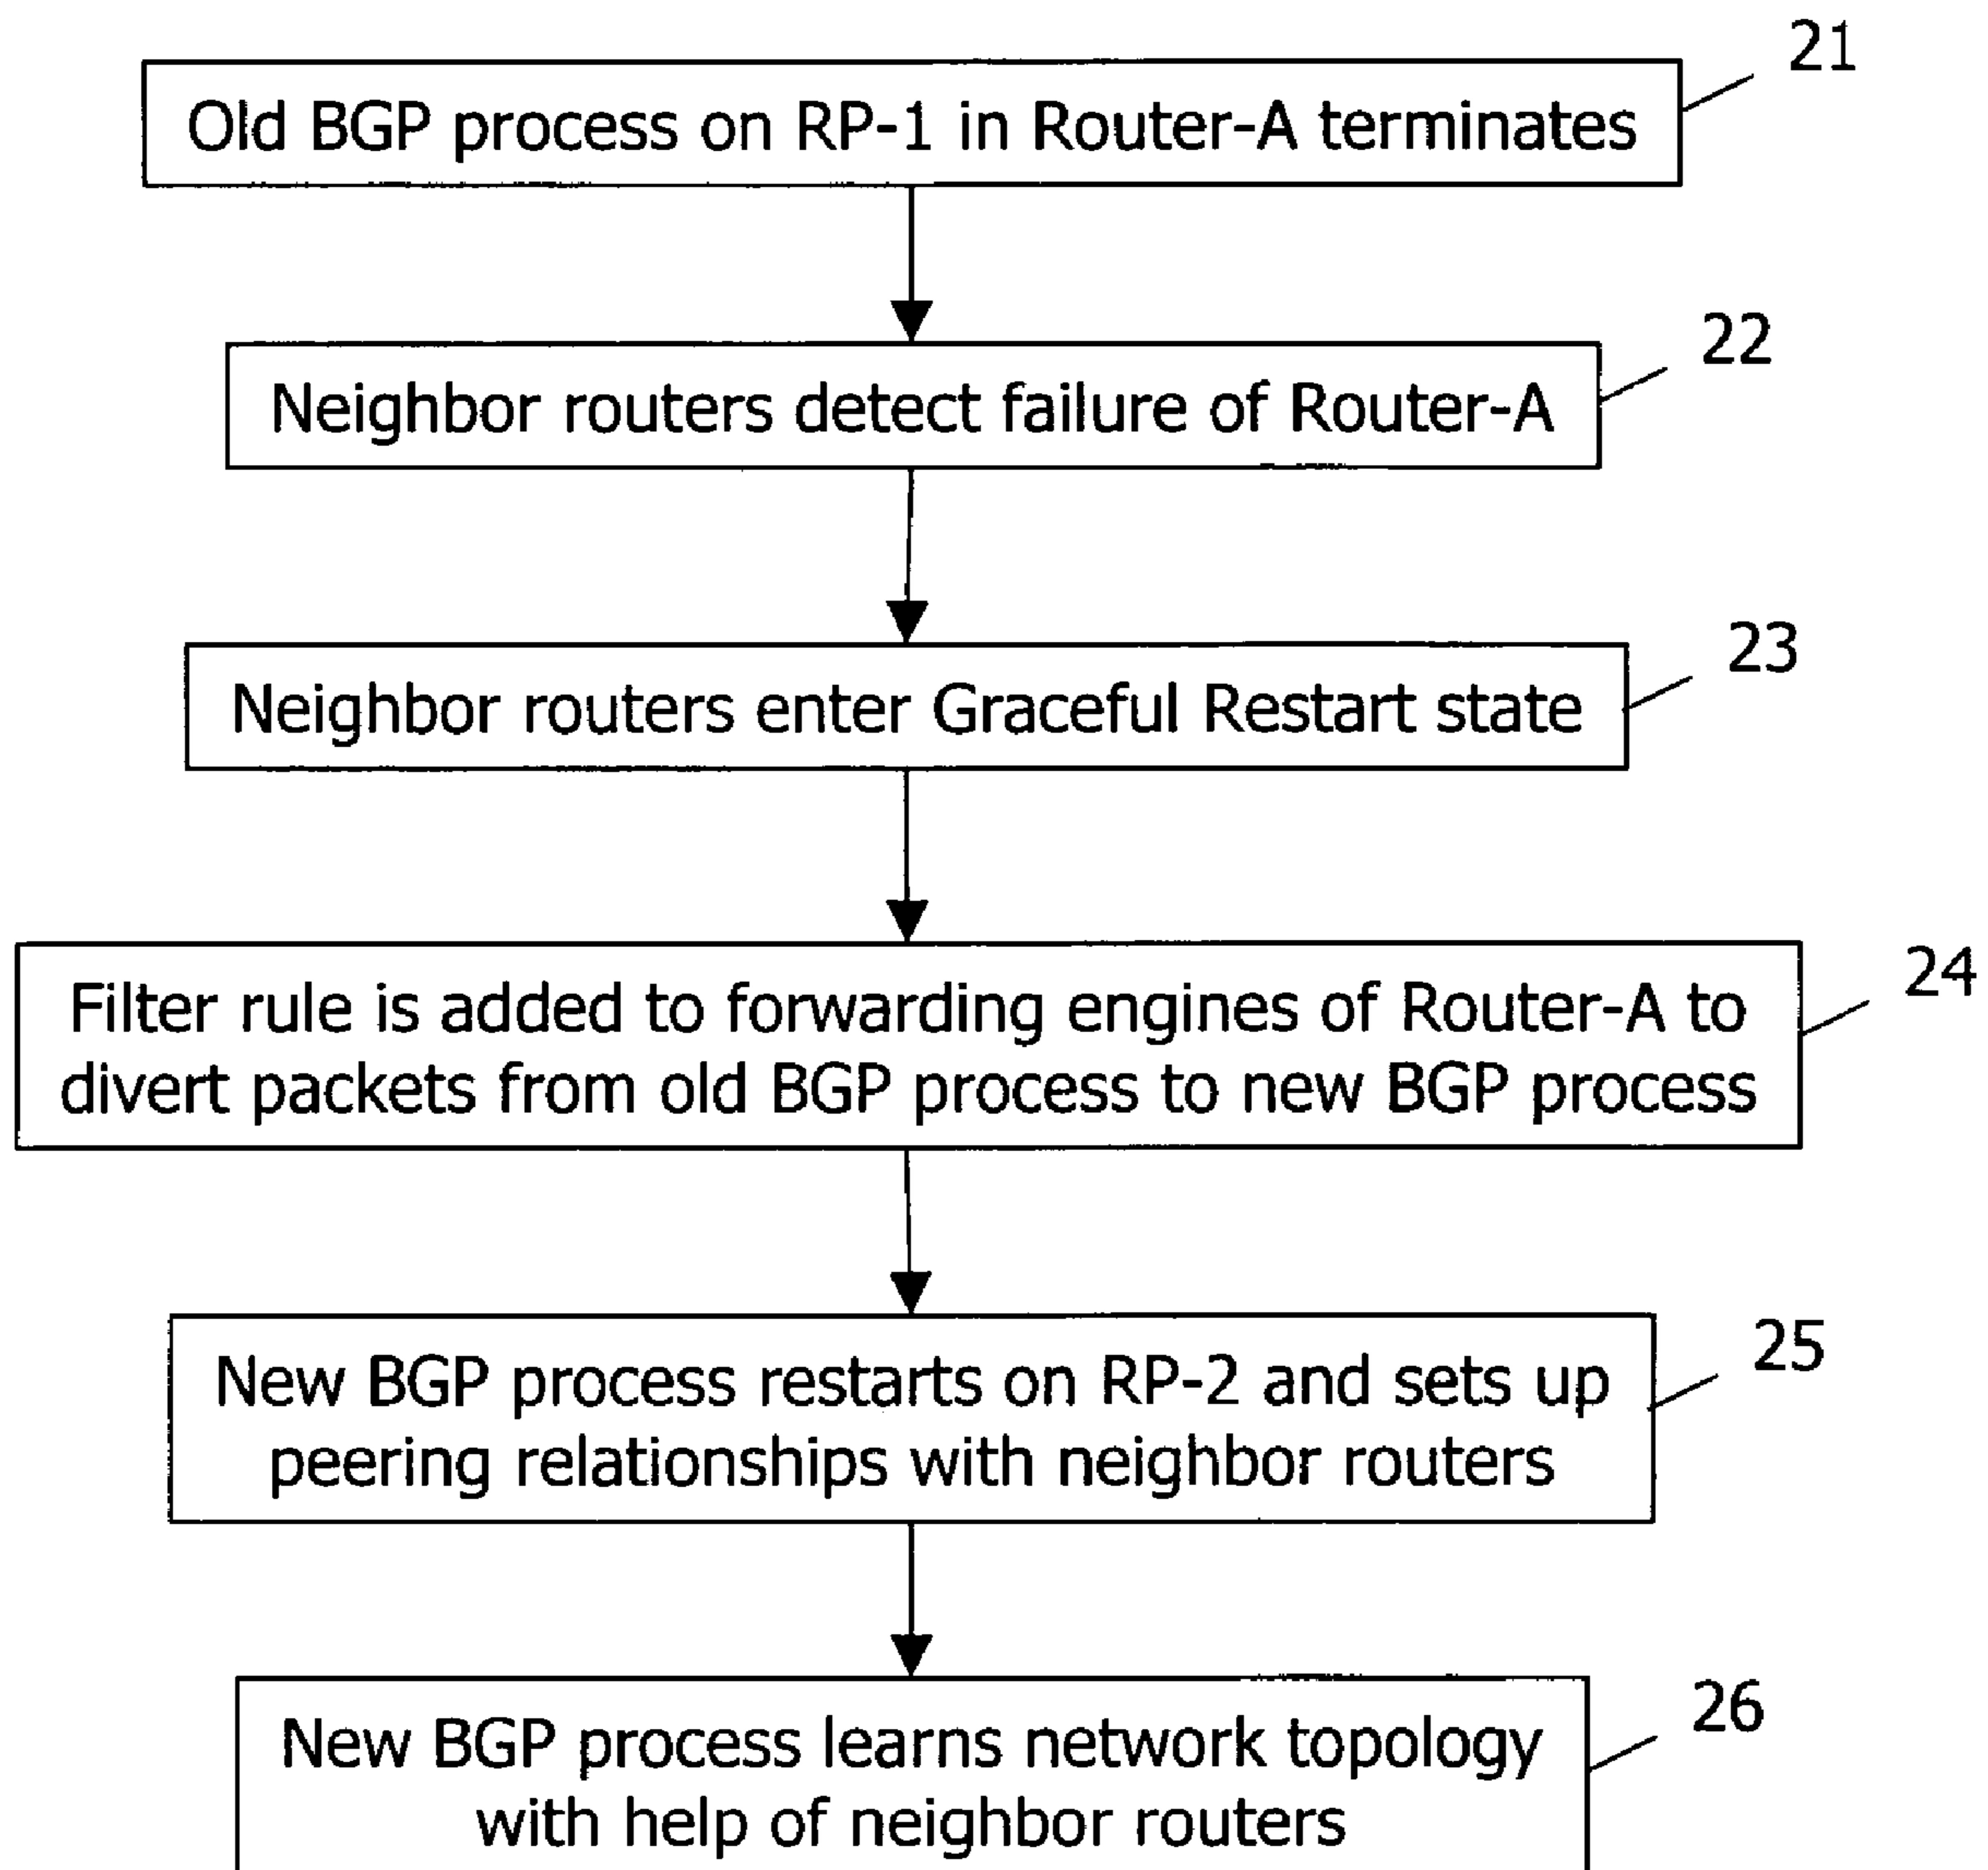 21
Old BGP process on RP-1 in Router-A terminates
22
Neighbor routers detect failure of Router-A
23
Neighbor routers enter Graceful Restart state
24
Filter rule is added to forwarding engines of Router-A to
divert packets from old BGP process to new BGP process
25
New BGP process restarts on RP-2 and sets up
peering relationships with neighbor routers
26
New BGP process learns network topology
with help of neighbor routers